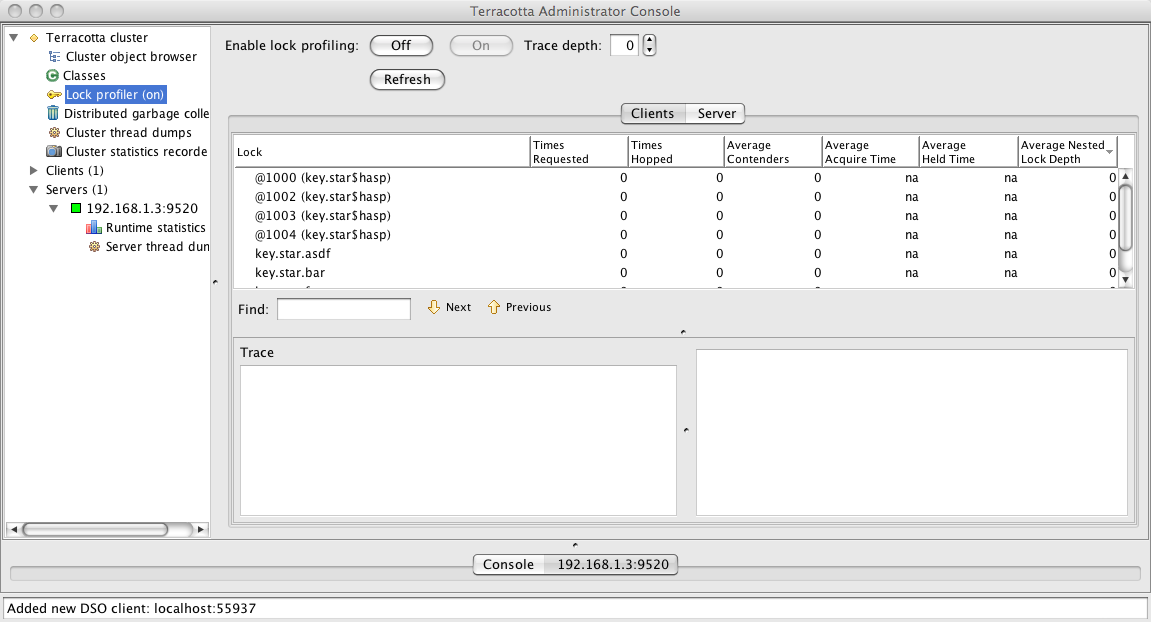 Terracotta Administrator Console
Terracotta cluster
Cluster object browser
Classes
Lock profiler (on)
Distributed garbage colle
Cluster thread dumps
Cluster statistics recorde
Clients (1)
Servers (1)
192.168.1.3:9520
Runtime statistics
Server thread dun
Enable lock profiling: Off On Trace depth: 0
Refresh
Clients Server
Lock Times Requested Times Hopped Average Contenders Average Acquire Time Average Held Time Average Nested Lock Depth
@1000 (key.star$hasp) 0 0 0 na na 0
@1002 (key.star$hasp) 0 0 0 na na 0
@1003 (key.star$hasp) 0 0 0 na na 0
@1004 (key.star$hasp) 0 0 0 na na 0
key.star.asdf 0 0 0 na na 0
key.star.bar 0 0 0 na na 0
Find: Next Previous
Trace
Console 192.168.1.3:9520
Added new DSO client: localhost:55937